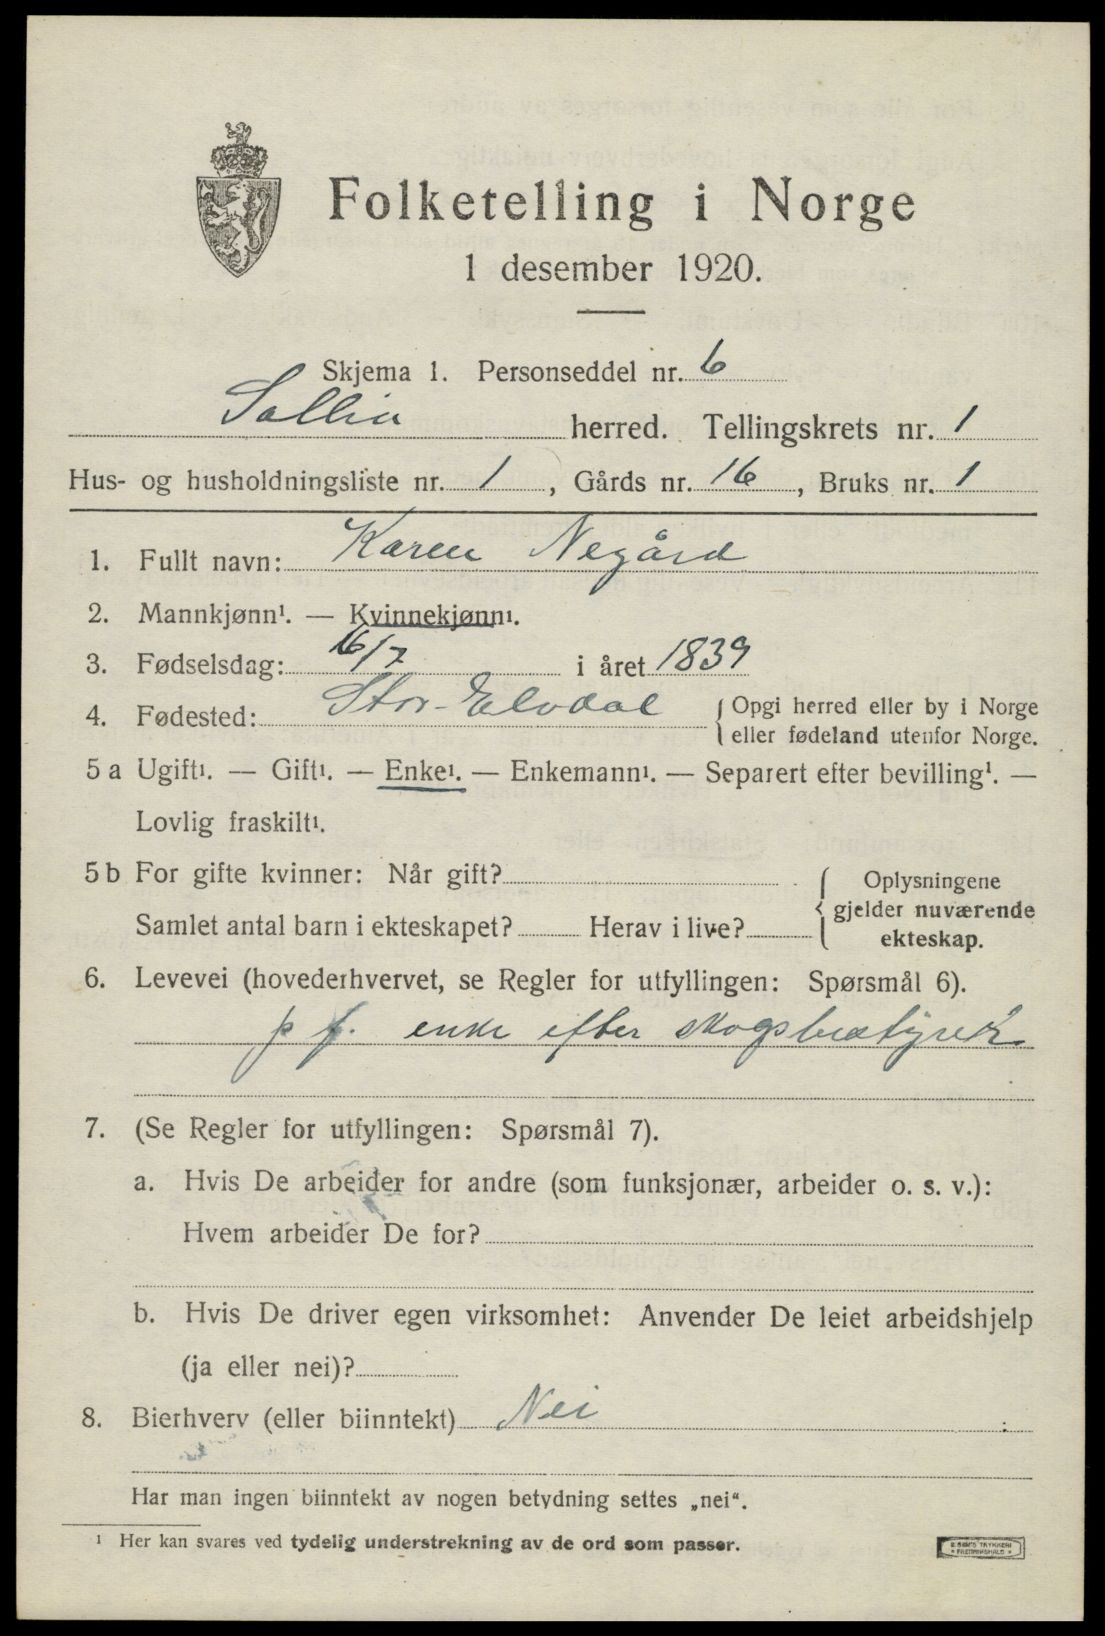 Folketelling i Norge
1 desember 1920.
Skjema 1. Personseddel nr. 6
Sollia herred. Tellingskrets nr. 1
Hus- og husholdningsliste nr. 1, Gårds nr. 16, Bruks nr. 1
1. Fullt navn: Karen Negård
2. Mannkjønn¹. — Kvinnekjønn¹.
3. Fødselsdag: 16/7 i året 1839
4. Fødested: Stor-Elvdal { Opgi herred eller by i Norge
eller fødeland utenfor Norge.
5 a Ugift¹. — Gift¹. — Enke¹. — Enkemann¹. — Separert efter bevilling¹. —
Lovlig fraskilt¹.
5 b For gifte kvinner: Når gift? { Oplysningene
gjelder nuværende
Samlet antal barn i ekteskapet? Herav i live?
ekteskap.
6. Levevei (hovederhvervet, se Regler for utfyllingen: Spørsmål 6).
p f. enke efter skogsbestyrer
7. (Se Regler for utfyllingen: Spørsmål 7).
a. Hvis De arbeider for andre (som funksjonær, arbeider o. s. v.):
Hvem arbeider De for?
b. Hvis De driver egen virksomhet: Anvender De leiet arbeidshjelp
(ja eller nei)?
8. Bierhverv (eller biinntekt) Nei
Har man ingen biinntekt av nogen betydning settes „nei“.
¹ Her kan svares ved tydelig understrekning av de ord som passer.